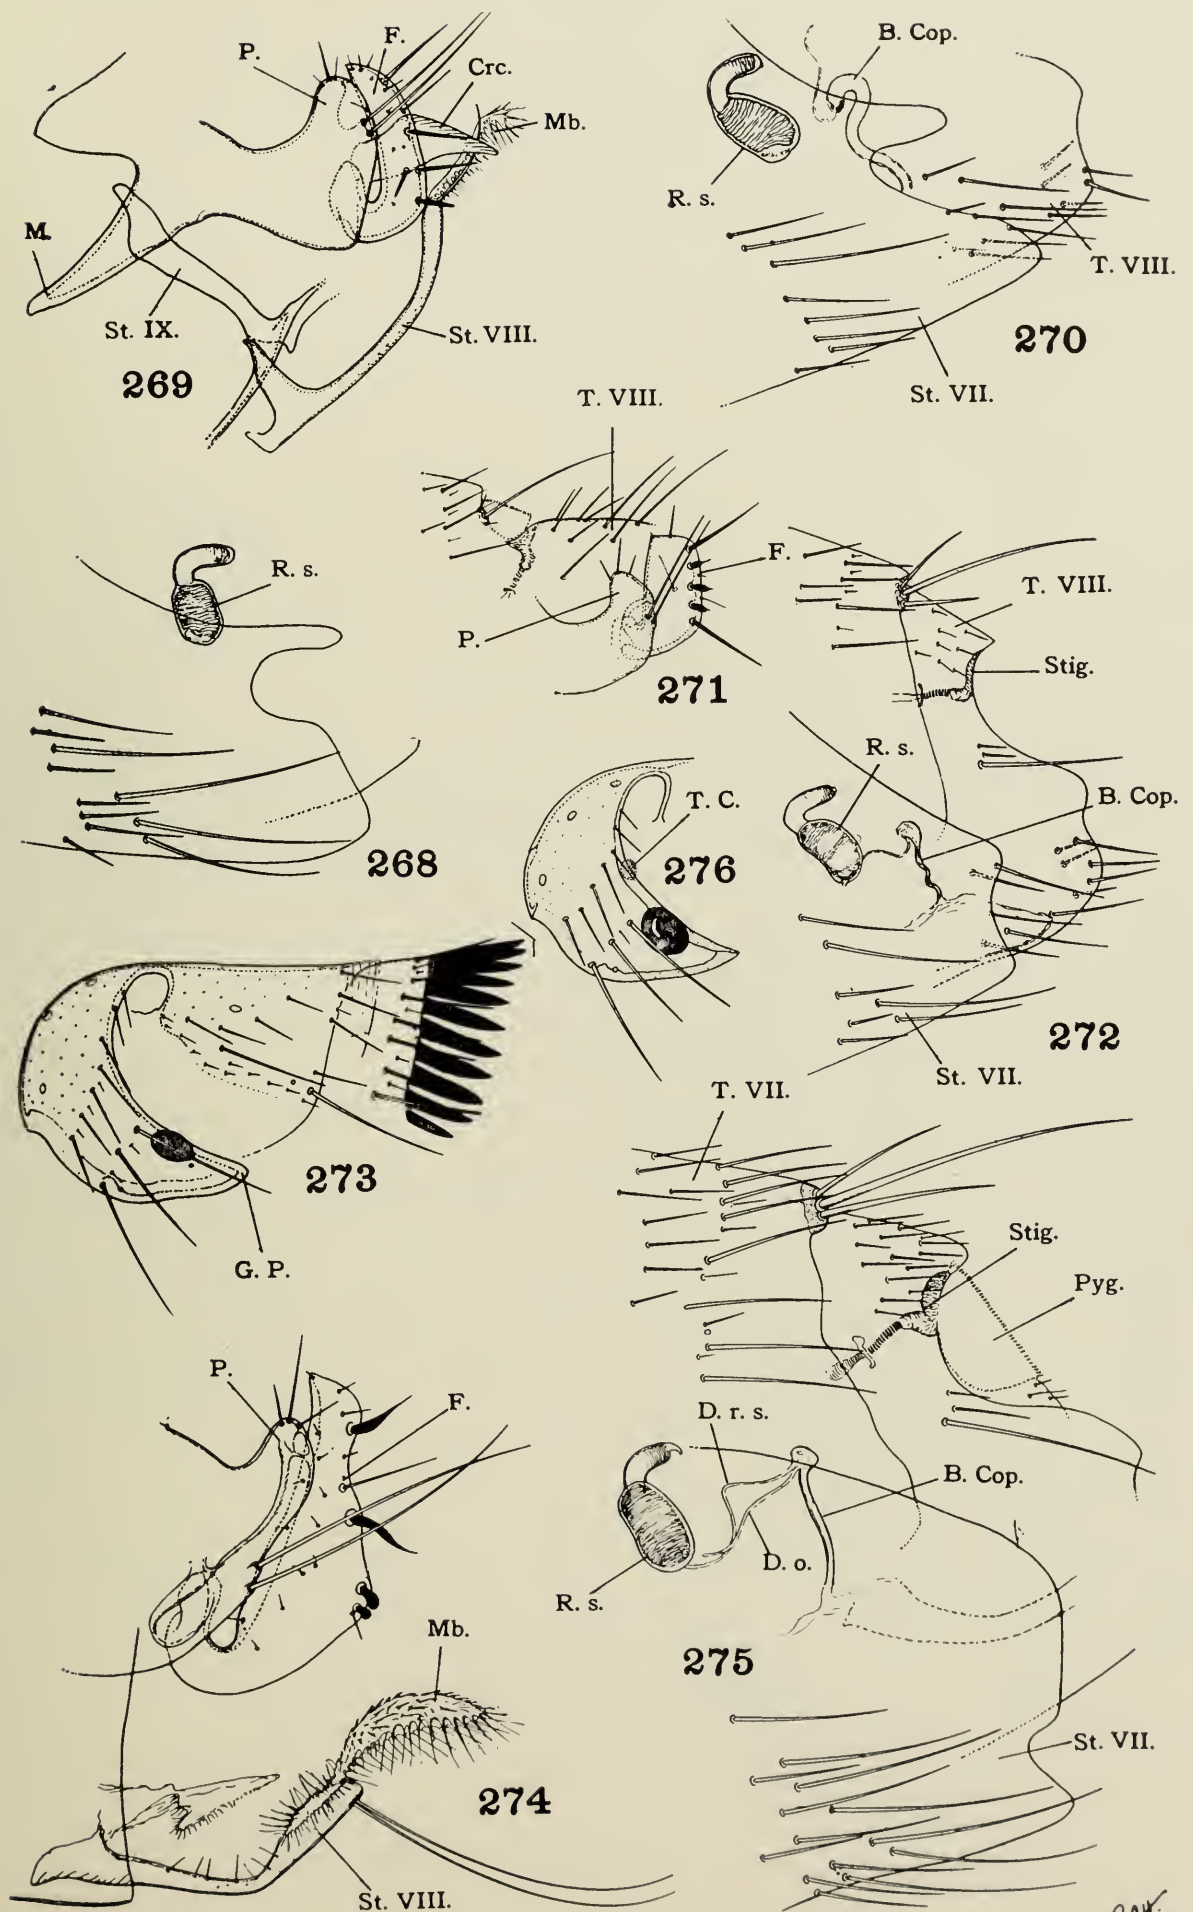 P.
F.
Crc.
Mb.
M.
St. IX.
St. VIII.
269
B. Cop.
R. s.
T. VIII.
St. VII.
270
R. s.
268
T. VIII.
F.
P.
271
T. VIII.
Stig.
R. s.
B. Cop.
St. VII.
272
T. C.
276
273
G. P.
T. VII.
Stig.
Pyg.
D. r. s.
B. Cop.
D. o.
R. s.
St. VII.
275
P.
F.
Mb.
274
St. VIII.